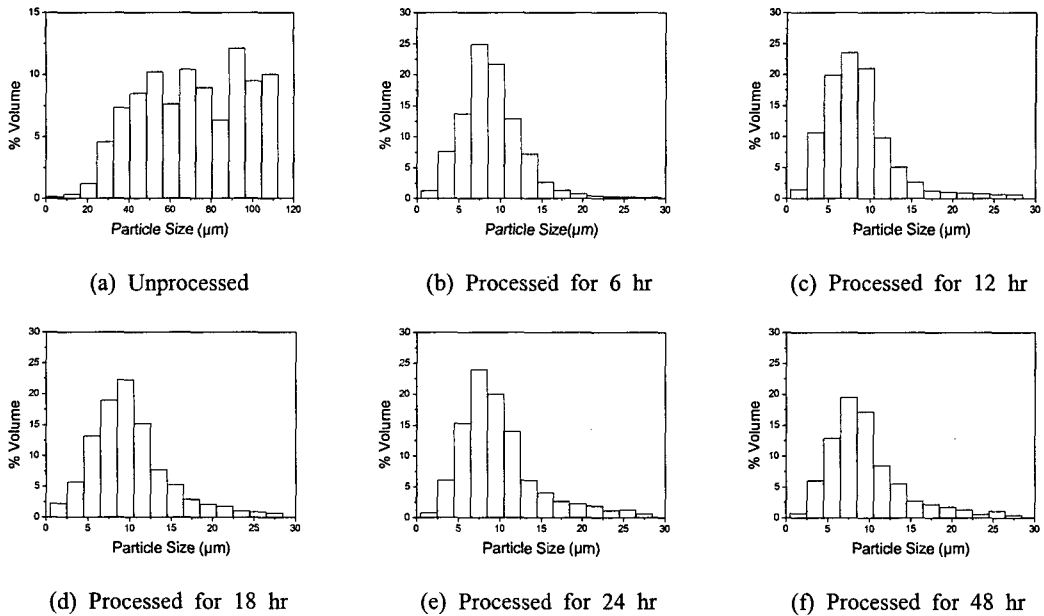 15
10
5
0
% Volume
0 20 40 60 80 100 120
Particle Size (µm)
(a) Unprocessed
30
25
20
15
10
5
0
% Volume
0 5 10 15 20 25 30
Particle Size(µm)
(b) Processed for 6 hr
30
25
20
15
10
5
0
% Volume
0 5 10 15 20 25 30
Particle Size (µm)
(c) Processed for 12 hr
30
25
20
15
10
5
0
% Volume
0 5 10 15 20 25 30
Particle Size (µm)
(d) Processed for 18 hr
30
25
20
15
10
5
0
% Volume
0 5 10 15 20 25 30
Particle Size (µm)
(e) Processed for 24 hr
30
25
20
15
10
5
0
% Volume
0 5 10 15 20 25 30
Particle Size (µm)
(f) Processed for 48 hr